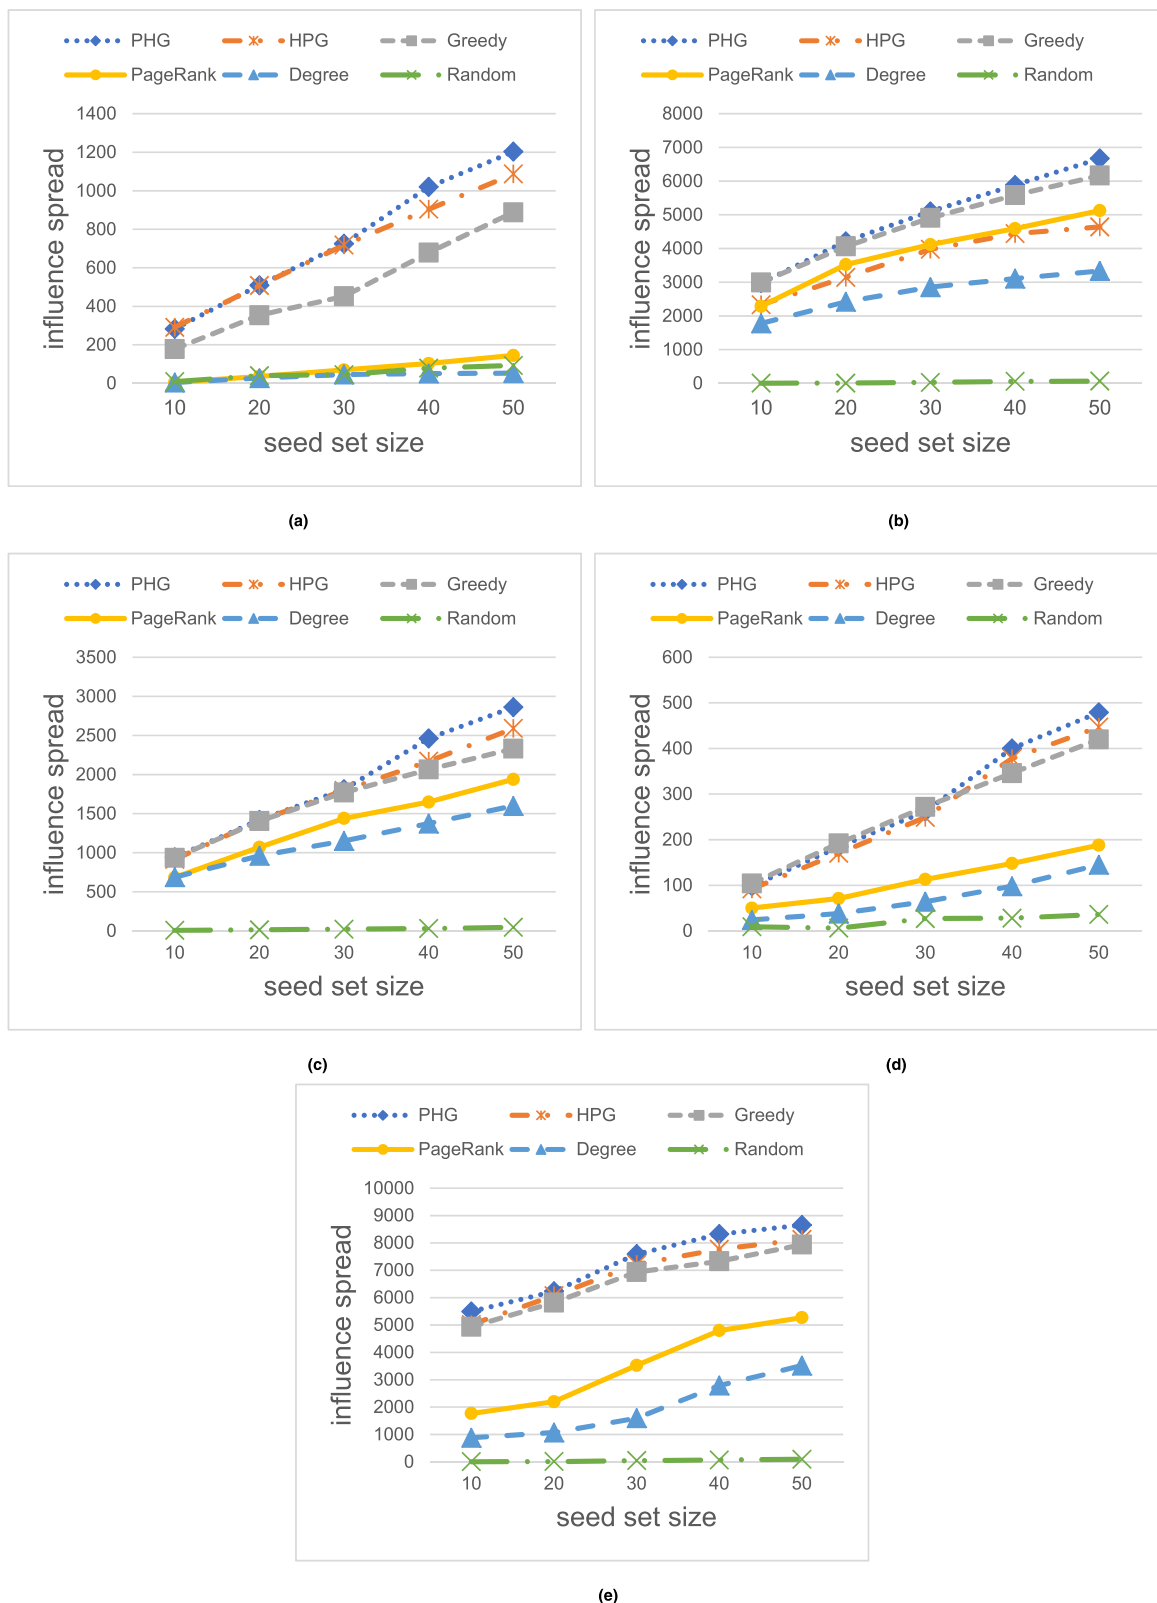 PHG HPG Greedy
PageRank Degree Random
1400
1200
1000
800
600
400
200
0
influence spread
10 20 30 40 50
seed set size
(a)
PHG HPG Greedy
PageRank Degree Random
8000
7000
6000
5000
4000
3000
2000
1000
0
influence spread
10 20 30 40 50
seed set size
(b)
PHG HPG Greedy
PageRank Degree Random
3500
3000
2500
2000
1500
1000
500
0
influence spread
10 20 30 40 50
seed set size
(c)
PHG HPG Greedy
PageRank Degree Random
600
500
400
300
200
100
0
influence spread
10 20 30 40 50
seed set size
(d)
PHG HPG Greedy
PageRank Degree Random
10000
9000
8000
7000
6000
5000
4000
3000
2000
1000
0
influence spread
10 20 30 40 50
seed set size
(e)